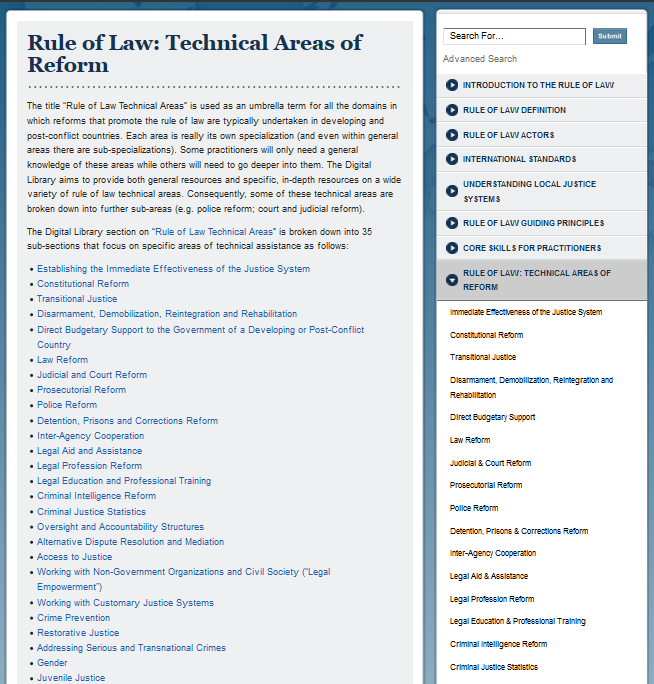 Rule of Law: Technical Areas of
Reform
The title “Rule of Law Technical Areas” is used as an umbrella term for all the domains in
which reforms that promote the rule of law are typically undertaken in developing and
post-conflict countries. Each area is really its own specialization (and even within general
areas there are sub-specializations). Some practitioners will only need a general
knowledge of these areas while others will need to go deeper into them. The Digital
Library aims to provide both general resources and specific, in-depth resources on a wide
variety of rule of law technical areas. Consequently, some of these technical areas are
broken down into further sub-areas (e.g. police reform; court and judicial reform).
The Digital Library section on “Rule of Law Technical Areas” is broken down into 35
sub-sections that focus on specific areas of technical assistance as follows:
• Establishing the Immediate Effectiveness of the Justice System
• Constitutional Reform
• Transitional Justice
• Disarmament, Demobilization, Reintegration and Rehabilitation
• Direct Budgetary Support to the Government of a Developing or Post-Conflict
Country
• Law Reform
• Judicial and Court Reform
• Prosecutorial Reform
• Police Reform
• Detention, Prisons and Corrections Reform
• Inter-Agency Cooperation
• Legal Aid and Assistance
• Legal Profession Reform
• Legal Education and Professional Training
• Criminal Intelligence Reform
• Criminal Justice Statistics
• Oversight and Accountability Structures
• Alternative Dispute Resolution and Mediation
• Access to Justice
• Working with Non-Government Organizations and Civil Society (“Legal
Empowerment”)
• Working with Customary Justice Systems
• Crime Prevention
• Restorative Justice
• Addressing Serious and Transnational Crimes
• Gender
• Juvenile Justice
Search For...
Submit
Advanced Search
INTRODUCTION TO THE RULE OF LAW
RULE OF LAW DEFINITION
RULE OF LAW ACTORS
INTERNATIONAL STANDARDS
UNDERSTANDING LOCAL JUSTICE
SYSTEMS
RULE OF LAW GUIDING PRINCIPLES
CORE SKILLS FOR PRACTITIONERS
RULE OF LAW: TECHNICAL AREAS OF
REFORM
Immediate Effectiveness of the Justice System
Constitutional Reform
Transitional Justice
Disarmament, Demobilization, Reintegration and
Rehabilitation
Direct Budgetary Support
Law Reform
Judicial & Court Reform
Prosecutorial Reform
Police Reform
Detention, Prisons & Corrections Reform
Inter-Agency Cooperation
Legal Aid & Assistance
Legal Profession Reform
Legal Education & Professional Training
Criminal Intelligence Reform
Criminal Justice Statistics